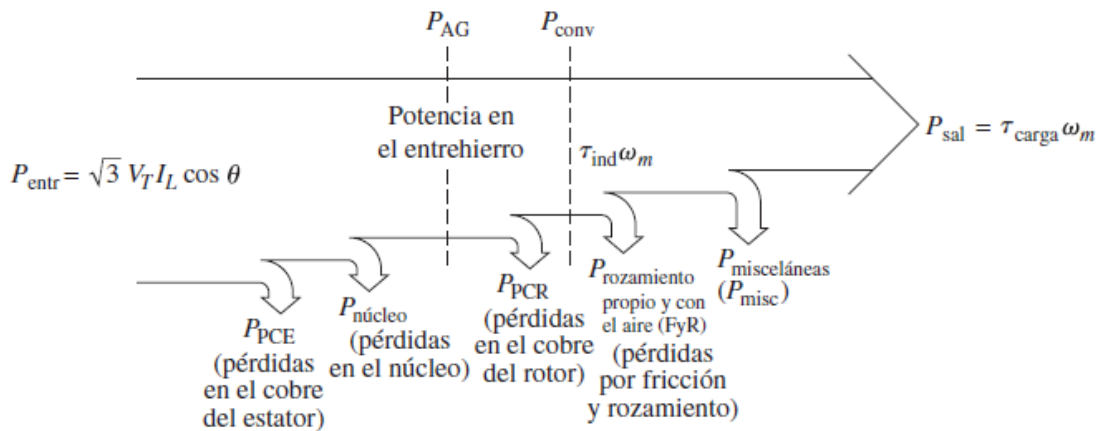 P_AG
P_conv
Potencia en
el entrehierro
τ_ind ω_m
P_sal = τ_carga ω_m
P_entr = √3 V_T I_L cos θ
P_PCE
(pérdidas
en el cobre
del estator)
P_núcleo
(pérdidas
en el núcleo)
P_PCR
(pérdidas
en el cobre
del rotor)
P_rozamiento
propio y con
el aire (FyR)
(pérdidas
por fricción
y rozamiento)
P_misceláneas
(P_misc)